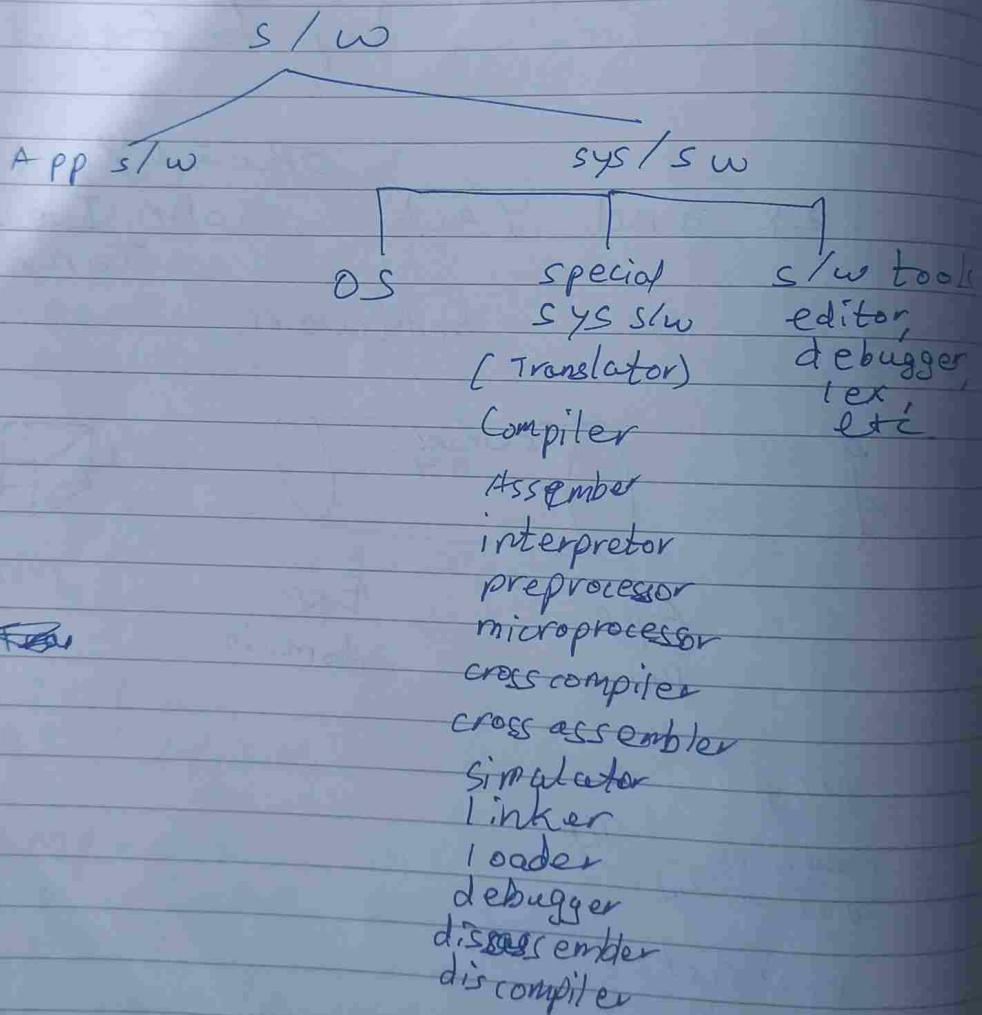 s/w
App s/w
sys/sw
OS
special
sys s/w
(Translator)
Compiler
Assember
interpretor
preprocessor
microprocessor
cross compiler
cross assembler
simulator
linker
loader
debugger
disassembler
discompiler
s/w tools
editor,
debugger,
lex,
etc